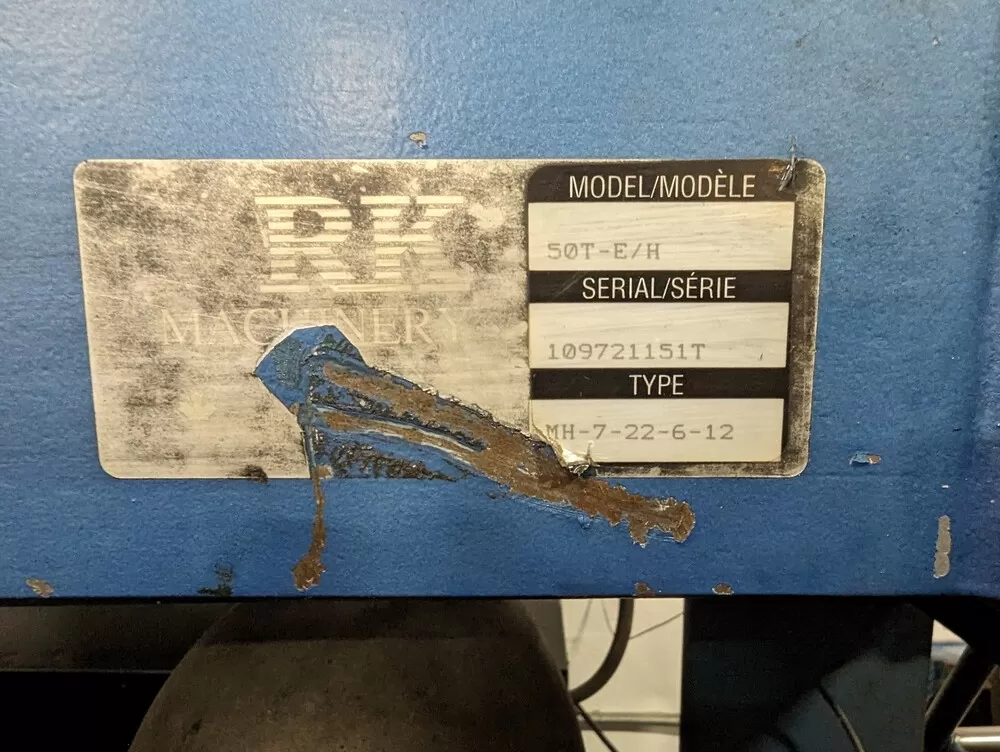 RK
MACHINERY
MODEL/MODÈLE
50T-E/H
SERIAL/SÉRIE
109721151T
TYPE
MH-7-22-6-12